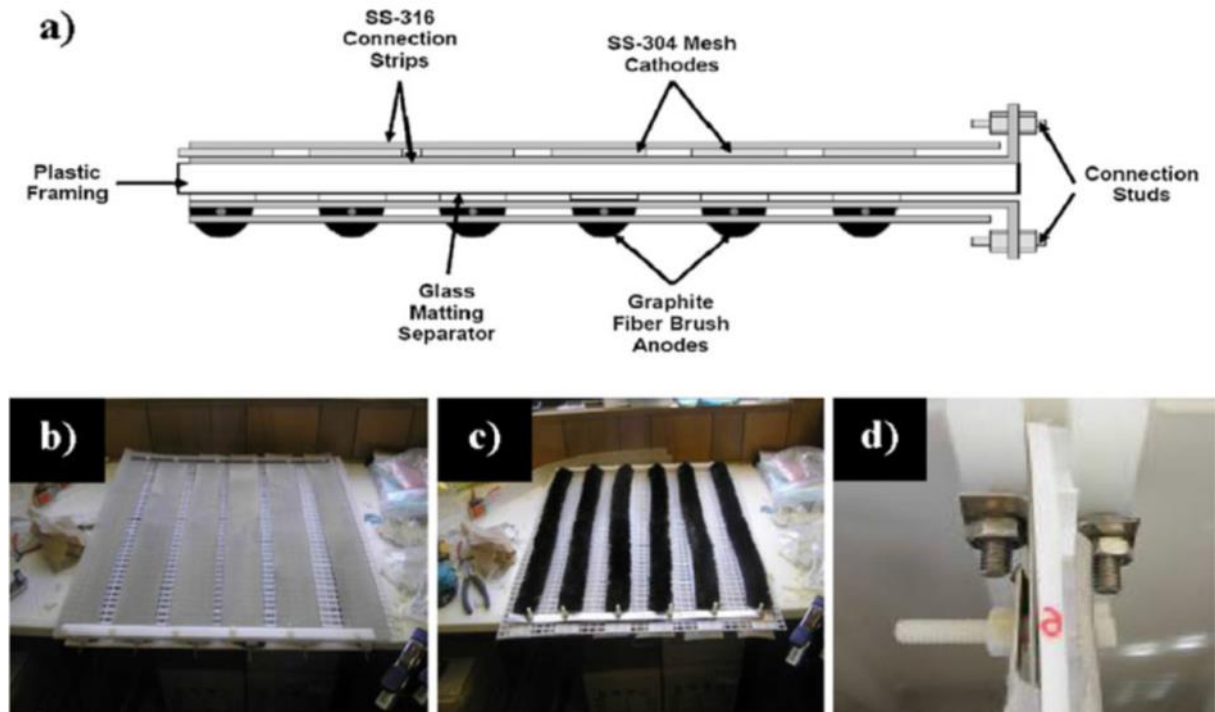 a)
SS-316
Connection
Strips
SS-304 Mesh
Cathodes
Plastic
Framing
Connection
Studs
Glass
Matting
Separator
Graphite
Fiber Brush
Anodes
b)
c)
d)